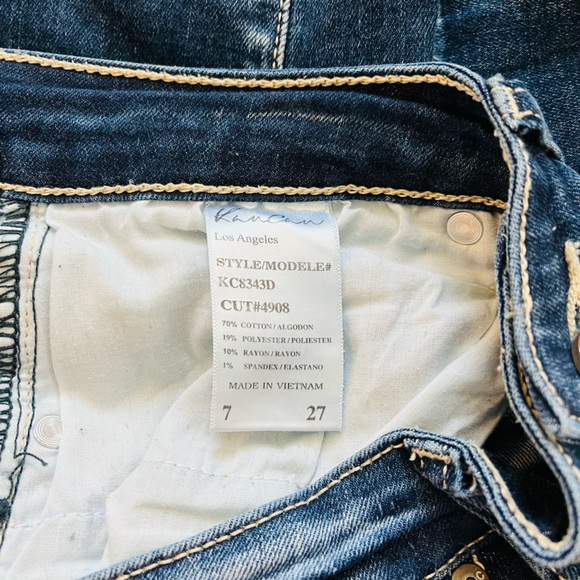 KanCan
Los Angeles
STYLE/MODELE#
KC8343D
CUT#4908
70% COTTON/ALGODON
19% POLYESTER/POLIESTER
10% RAYON/RAYON
1% SPANDEX/ELASTANO
MADE IN VIETNAM
7 27